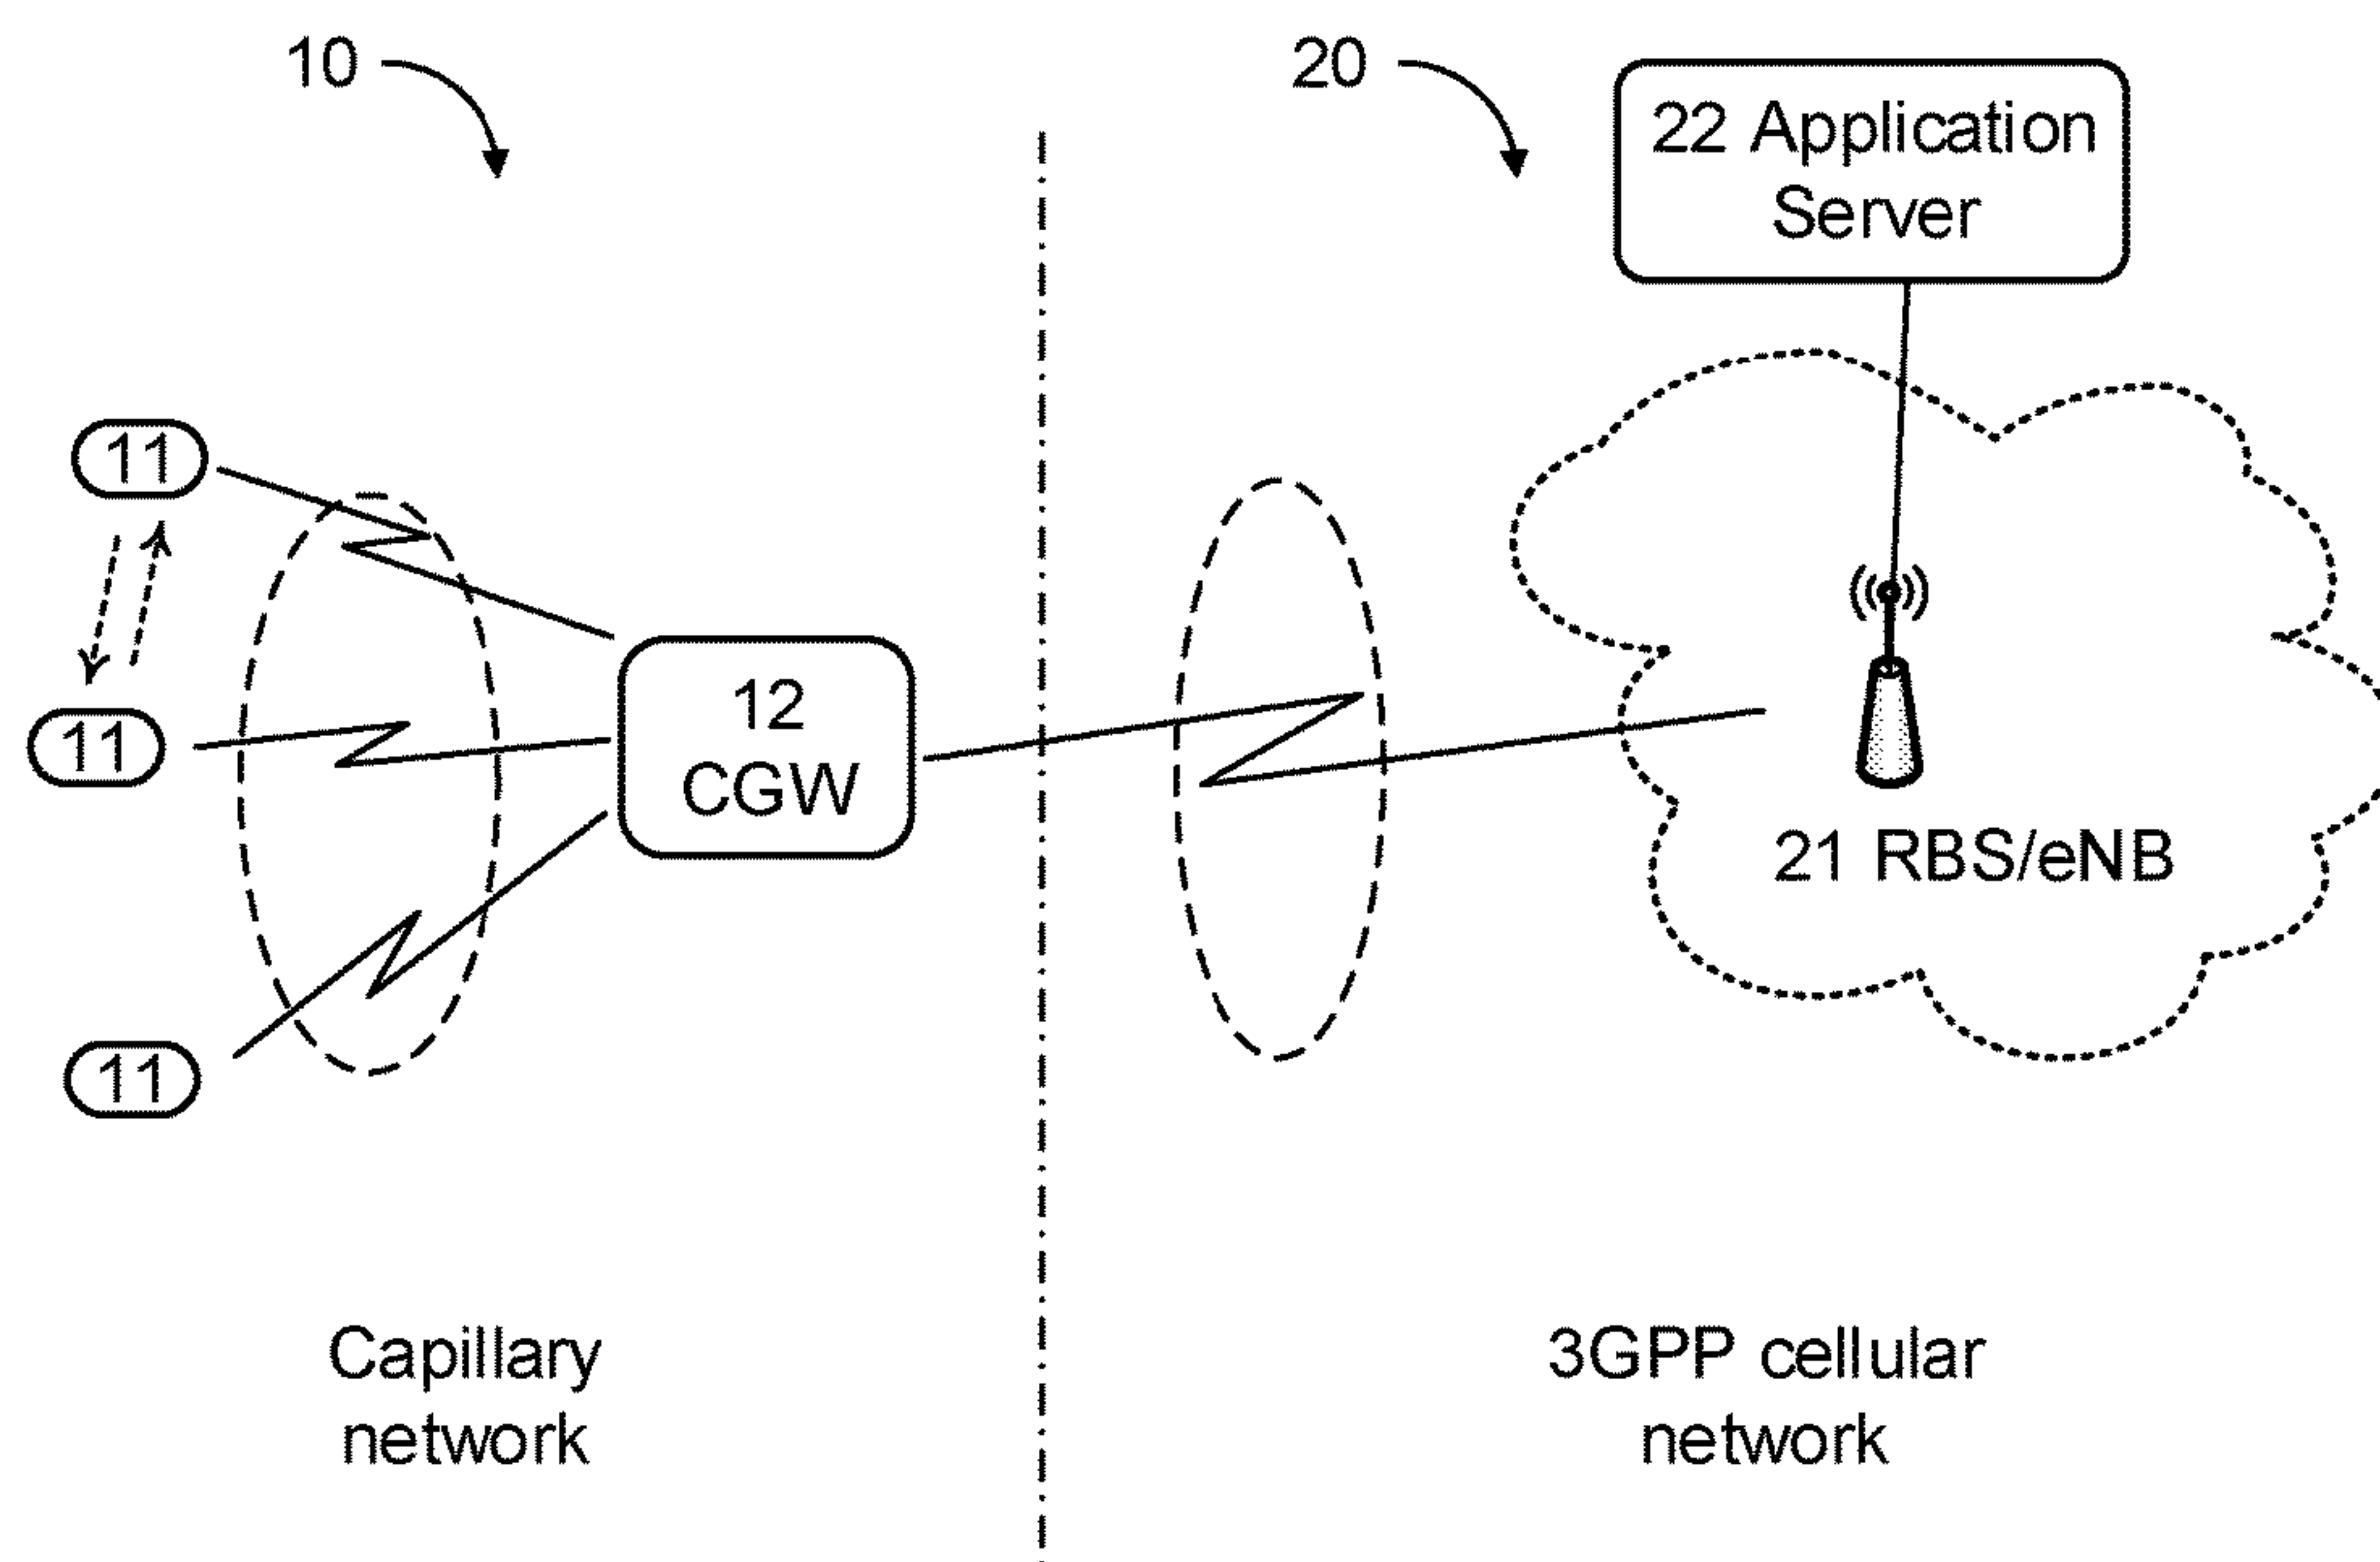 10
20
22 Application
Server
11
11
12
CGW
21 RBS/eNB
11
Capillary
network
3GPP cellular
network